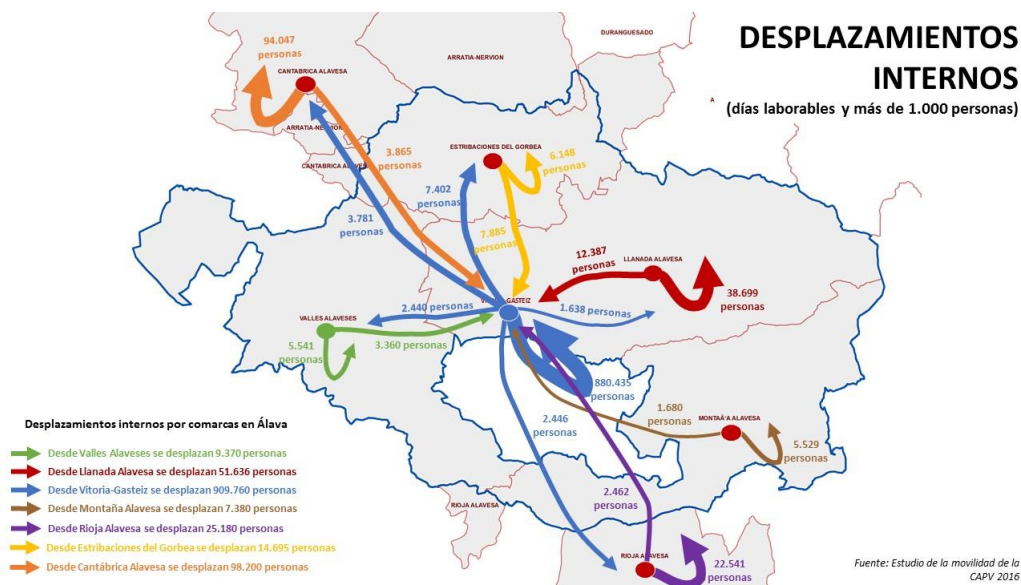 DESPLAZAMIENTOS
INTERNOS
(días laborables y más de 1.000 personas)
94.047
personas
CANTABRICA ALAVESA
ARRATIA-NERVION
DURANGUESADO
A
ARRATIA-NERVION
CANTABRICA ALAVESA
3.865
personas
ESTRIBACIONES DEL GORBEA
6.148
personas
7.402
personas
3.781
personas
7.885
personas
12.387
personas
LLANADA ALAVESA
38.699
personas
GASTEIZ
2.440 personas
1.638 personas
VALLES ALAVESES
5.541
personas
3.360 personas
880.435
personas
2.446
personas
1.680
personas
MONTAÃ'A ALAVESA
5.529
personas
2.462
personas
RIOJA ALAVESA
RIOJA ALAVESA
22.541
personas
Desplazamientos internos por comarcas en Álava
Desde Valles Alaveses se desplazan 9.370 personas
Desde Llanada Alavesa se desplazan 51.636 personas
Desde Vitoria-Gasteiz se desplazan 909.760 personas
Desde Montaña Alavesa se desplazan 7.380 personas
Desde Rioja Alavesa se desplazan 25.180 personas
Desde Estribaciones del Gorbea se desplazan 14.695 personas
Desde Cantábrica Alavesa se desplazan 98.200 personas
Fuente: Estudio de la movilidad de la
CAPV 2016